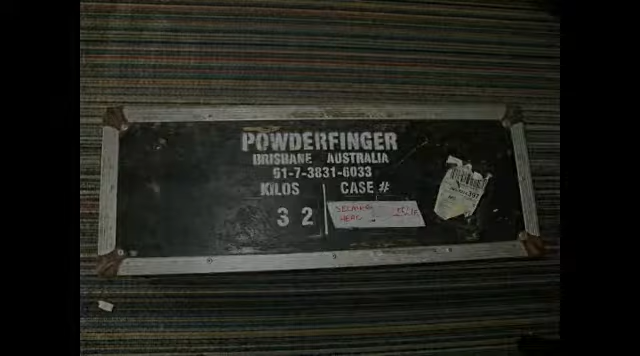 POWDERFINGER
BRISBANE AUSTRALIA
61-7-3831-6033
KILOS CASE #
3 2